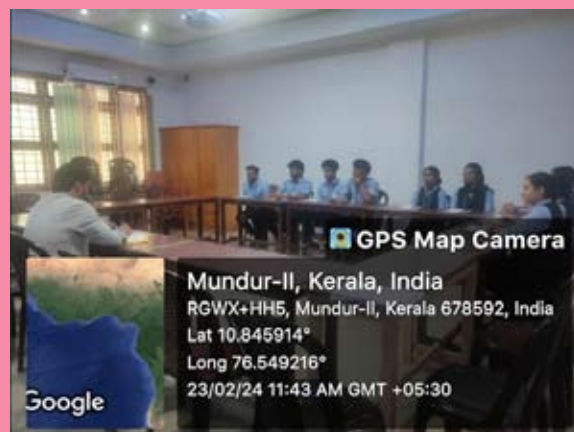 GPS Map Camera
Mundur-II, Kerala, India
RGWX+HH5, Mundur-II, Kerala 678592, India
Lat 10.845914°
Long 76.549216°
23/02/24 11:43 AM GMT +05:30
Google